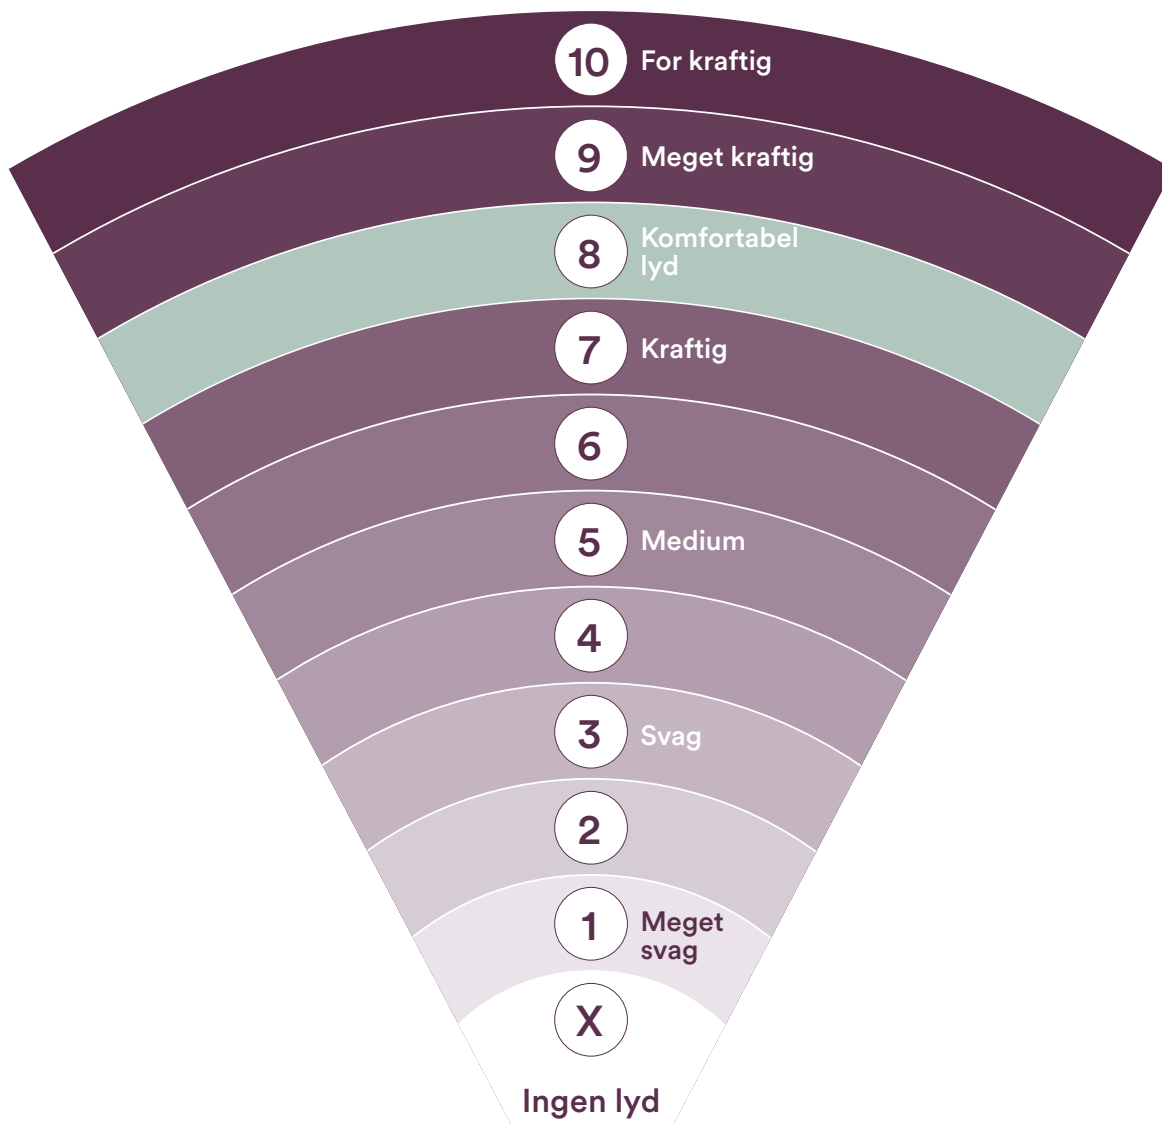 10 For kraftig
9 Meget kraftig
8 Komfortabel
lyd
7 Kraftig
6
5 Medium
4
3 Svag
2
1 Meget
svag
X
Ingen lyd